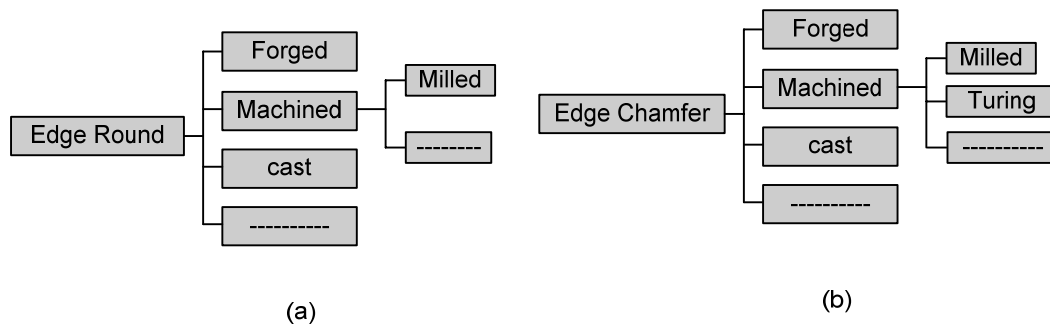 Edge Round
Forged
Machined
cast
----------
Milled
--------
(a)
Edge Chamfer
Forged
Machined
cast
----------
Milled
Turing
----------
(b)